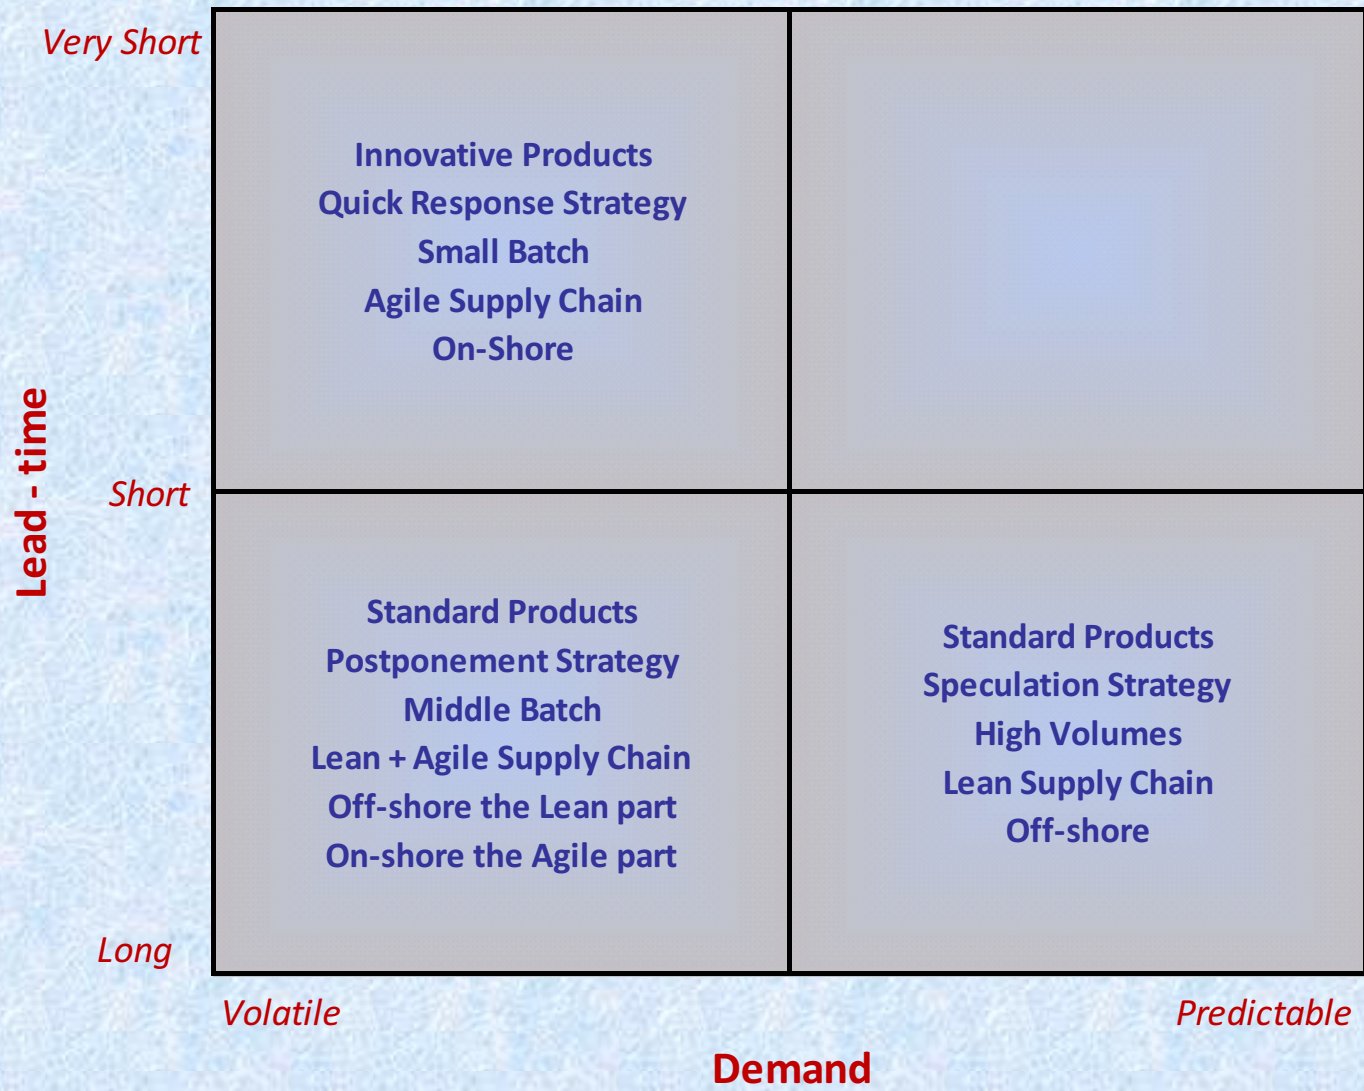 Very Short
Innovative Products
Quick Response Strategy
Small Batch
Agile Supply Chain
On-Shore
Lead - time
Short
Standard Products
Postponement Strategy
Middle Batch
Lean + Agile Supply Chain
Off-shore the Lean part
On-shore the Agile part
Standard Products
Speculation Strategy
High Volumes
Lean Supply Chain
Off-shore
Long
Volatile
Predictable
Demand